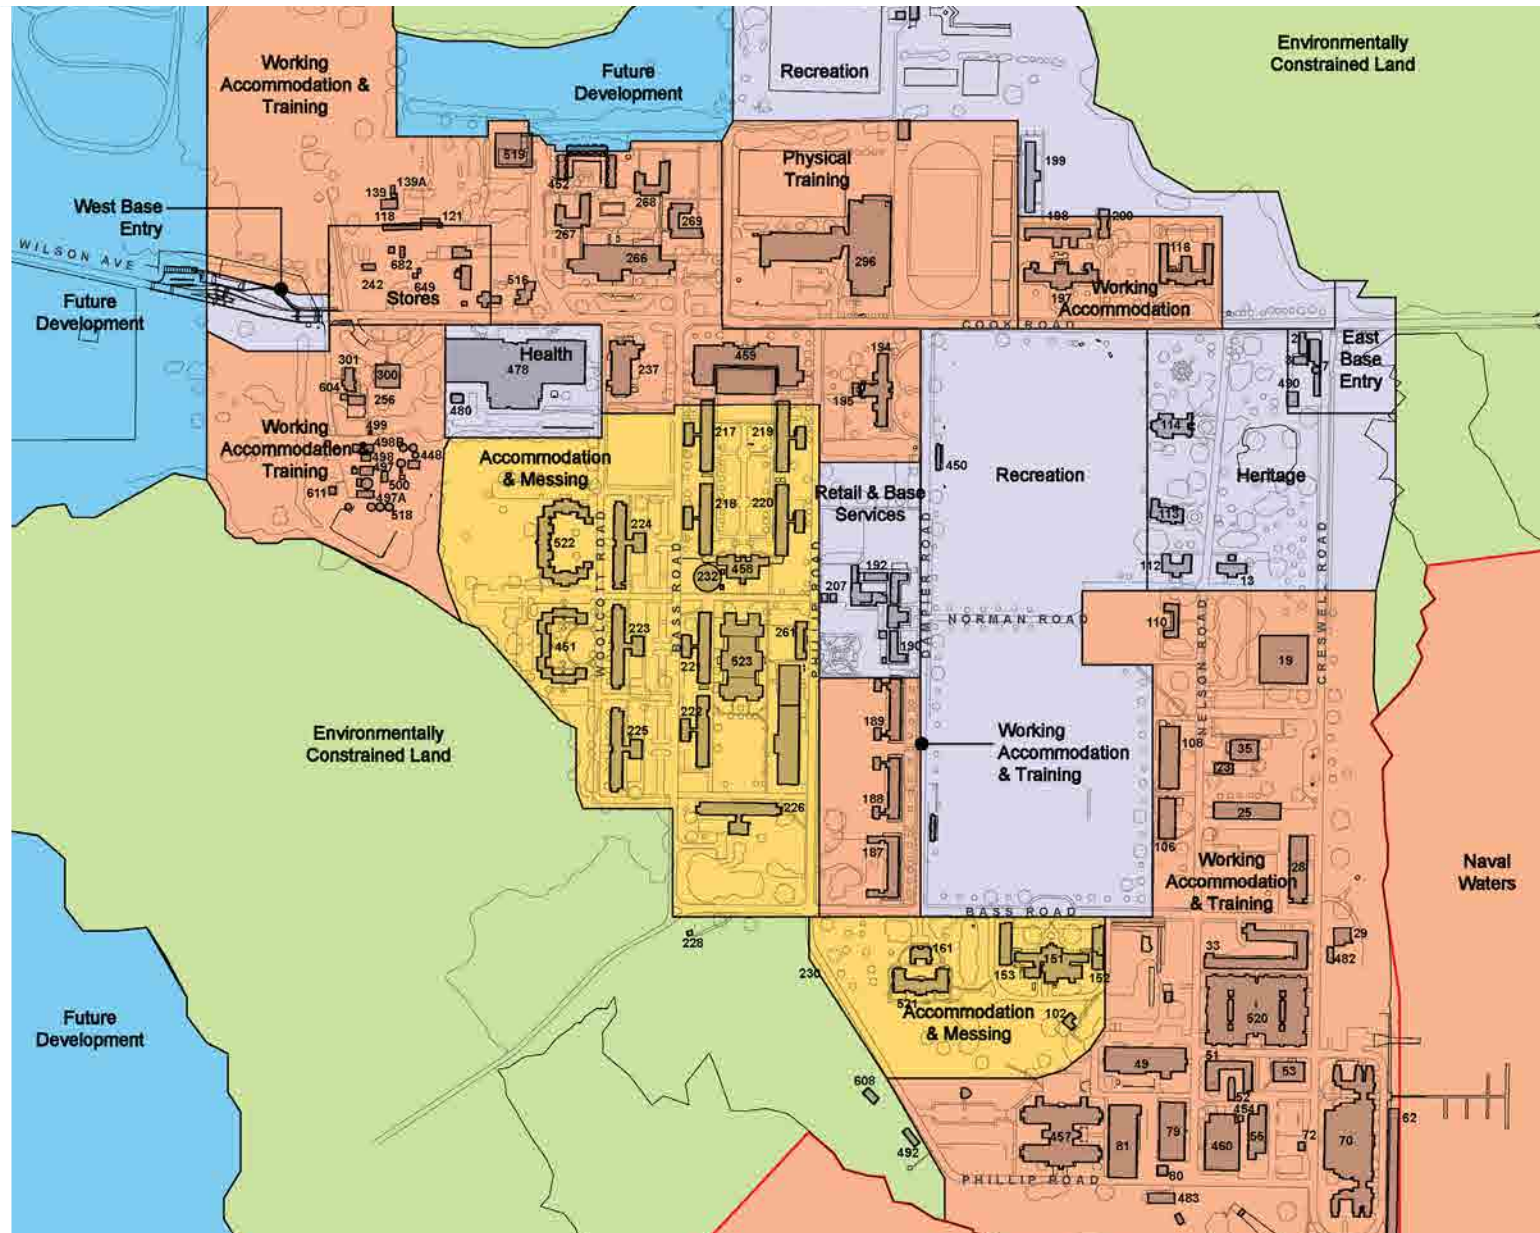 Environmentally
Constrained Land
Working
Accommodation &
Training
Future
Development
Recreation
519
Physical
Training
199
452
268
139A
139
West Base
Entry
118
121
267
269
198
200
116
WILSON AVE
682
242
649
Stores
516
266
296
197
Working
Accommodation
Future
Development
COOK ROAD
301
300
604
256
Health
478
480
237
459
194
195
2
3
7
490
East
Base
Entry
Working
Accommodation &
Training
499
498B
498
497
448
500
497A
611
518
Accommodation
& Messing
217
219
218
220
450
Retail & Base
Services
Recreation
114
113
Heritage
522
224
WOOLCOTT ROAD
BASS ROAD
232
458
PHILLIP ROAD
207
192
DAMPIER ROAD
112
13
CRESWELL ROAD
451
223
221
523
261
190
NORMAN ROAD
110
NELSON ROAD
19
Environmentally
Constrained Land
225
222
189
Working
Accommodation
& Training
108
35
23
226
188
25
106
187
Working
Accommodation
& Training
28
Naval
Waters
BASS ROAD
228
230
161
153
151
152
521
33
29
482
Future
Development
Accommodation
& Messing
102
520
49
51
53
52
608
454
62
492
457
81
79
460
55
72
70
80
PHILLIP ROAD
483